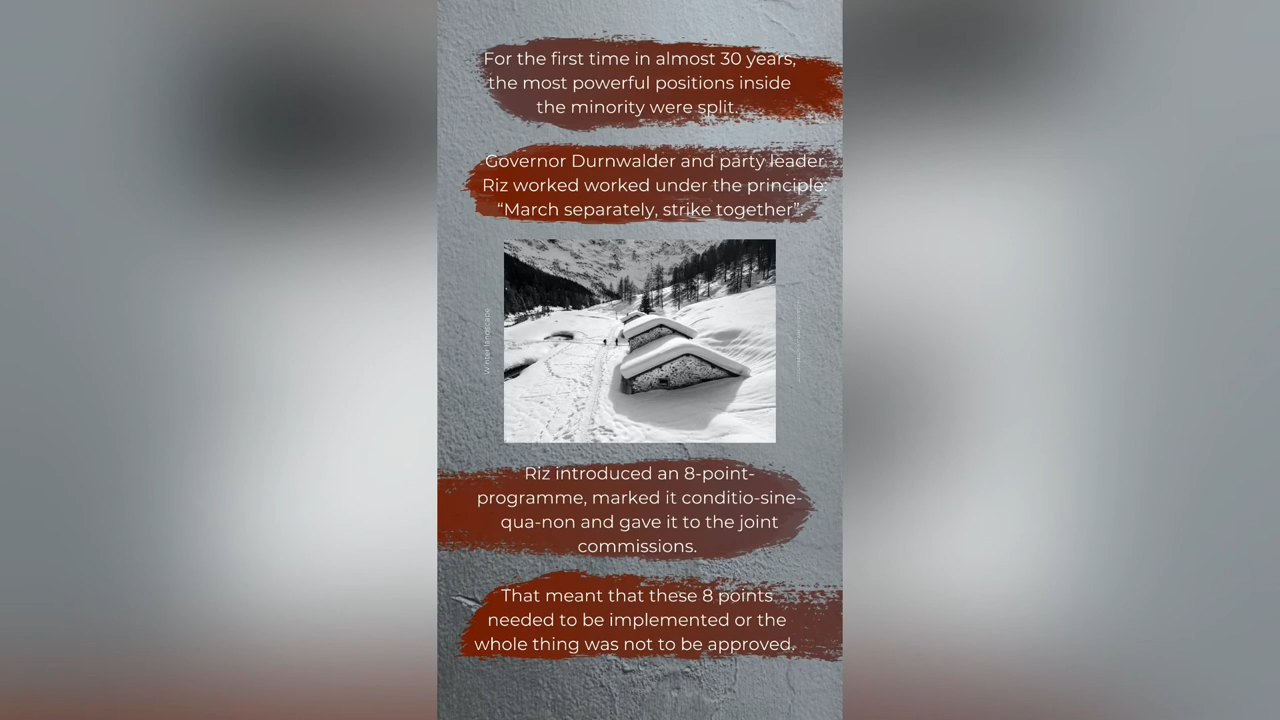 For the first time in almost 30 years,
the most powerful positions inside
the minority were split.
Governor Durnwalder and party leader
Riz worked worked under the principle:
“March separately, strike together”.
Winter landscape
Riz introduced an 8-point-
programme, marked it conditio-sine-
qua-non and gave it to the joint
commissions.
That meant that these 8 points
needed to be implemented or the
whole thing was not to be approved.